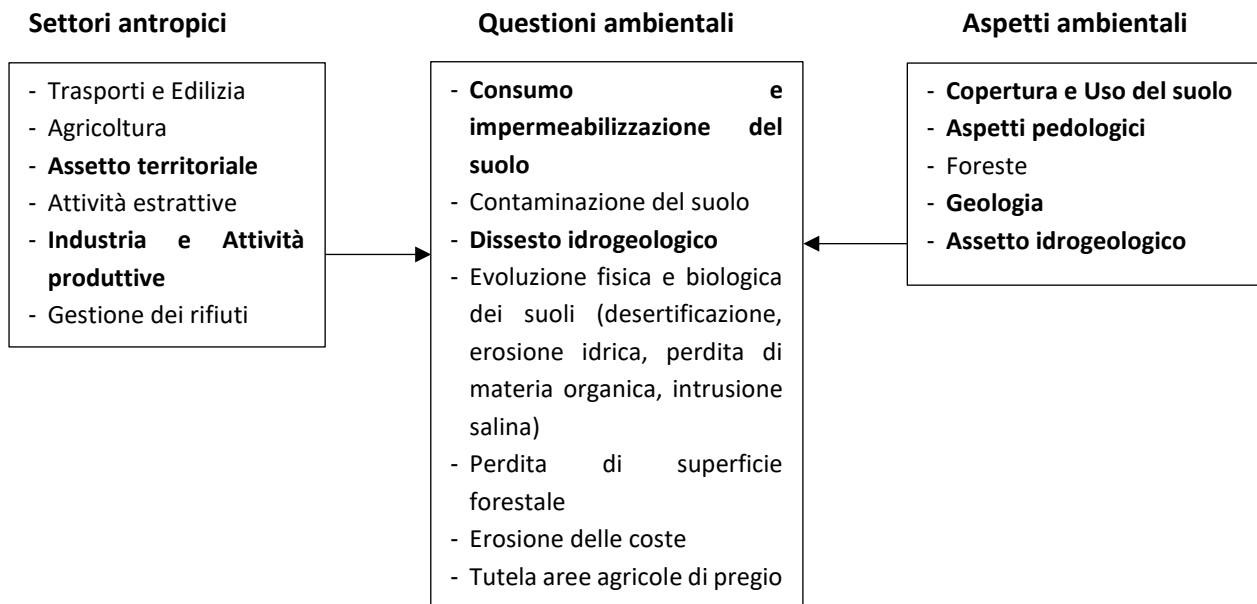 Settori antropici
- Trasporti e Edilizia
- Agricoltura
- Assetto territoriale
- Attività estrattive
- Industria e Attività
produttive
- Gestione dei rifiuti
Questioni ambientali
- Consumo e
impermeabilizzazione del
suolo
- Contaminazione del suolo
- Dissesto idrogeologico
- Evoluzione fisica e biologica
dei suoli (desertificazione,
erosione idrica, perdita di
materia organica, intrusione
salina)
- Perdita di superficie
forestale
- Erosione delle coste
- Tutela aree agricole di pregio
Aspetti ambientali
- Copertura e Uso del suolo
- Aspetti pedologici
- Foreste
- Geologia
- Assetto idrogeologico